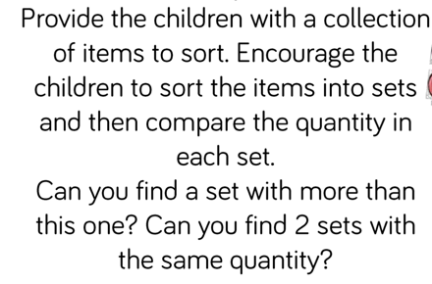 Provide the children with a collection
of items to sort. Encourage the
children to sort the items into sets
and then compare the quantity in
each set.
Can you find a set with more than
this one? Can you find 2 sets with
the same quantity?